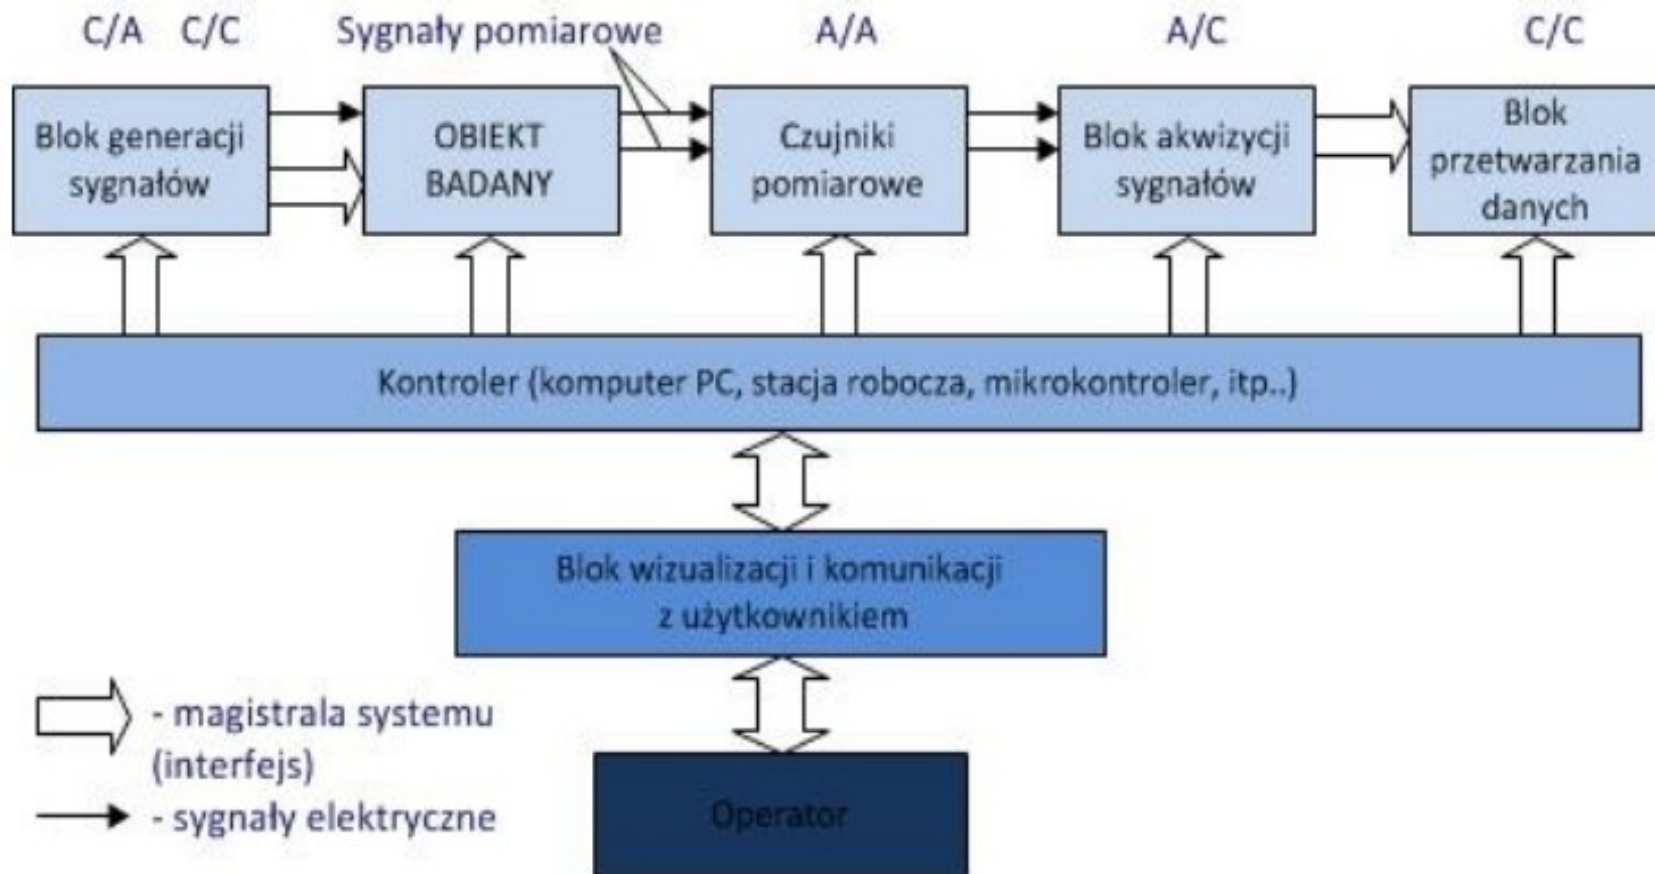 C/A C/C Sygnały pomiarowe A/A A/C C/C
Blok generacji
sygnałów
OBIEKT
BADANY
Czujniki
pomiarowe
Blok akwizycji
sygnałów
Blok
przetwarzania
danych
Kontroler (komputer PC, stacja robocza, mikrokontroler, itp..)
Blok wizualizacji i komunikacji
z użytkownikiem
- magistrala systemu
(interfejs)
- sygnały elektryczne
Operator